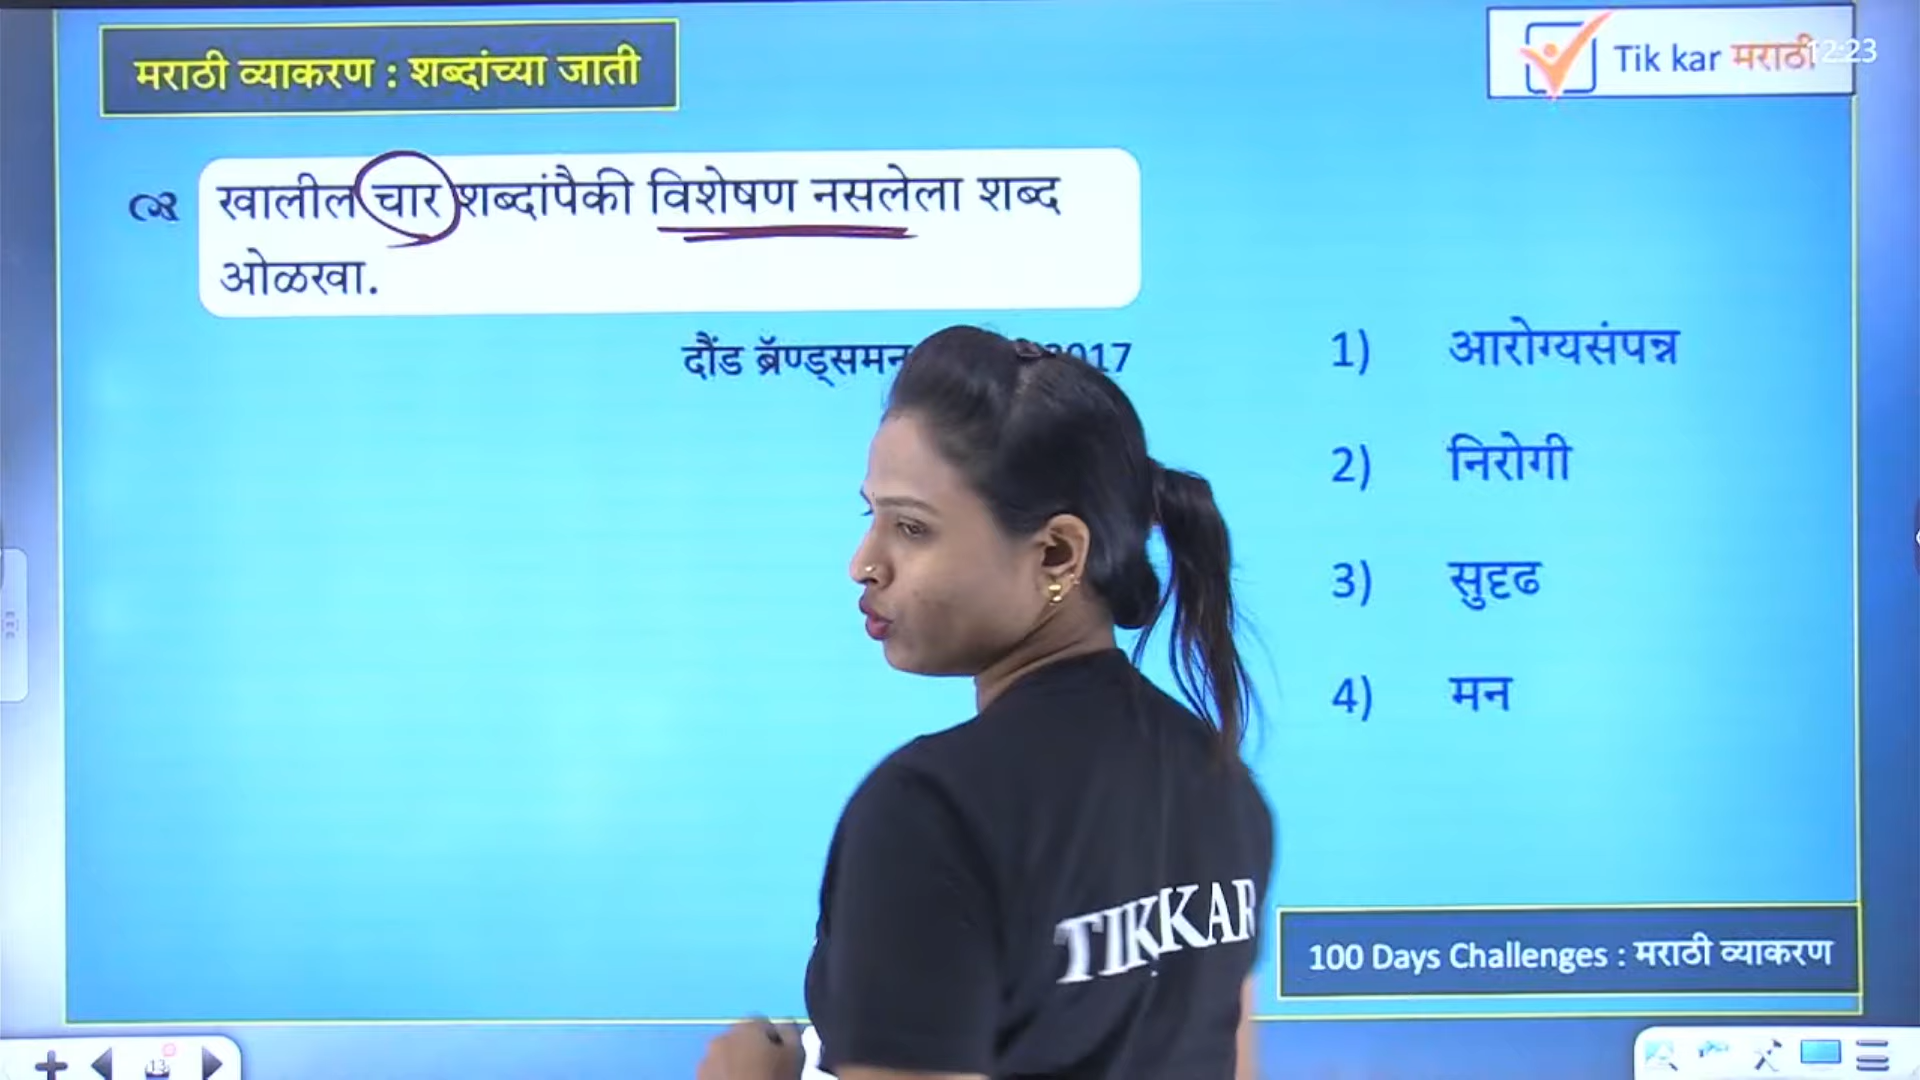 मराठी व्याकरण : शब्दांच्या जाती
Tik kar मराठी
12:23
खालील चार शब्दांपैकी विशेषण नसलेला शब्द
ओळखा.
दौंड ब्रॅण्ड्समन 2017
1) आरोग्यसंपन्न
2) निरोगी
3) सुदृढ
4) मन
TIKKAR
100 Days Challenges : मराठी व्याकरण
13